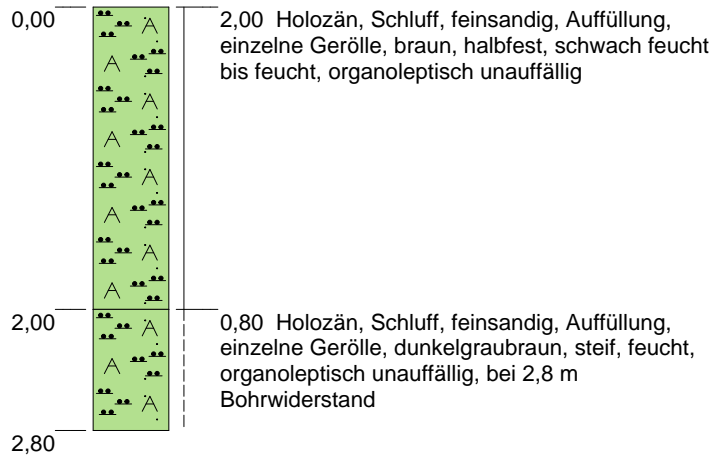 0,00
2,00 Holozän, Schluff, feinsandig, Auffüllung,
einzelne Gerölle, braun, halbfest, schwach feucht
bis feucht, organoleptisch unauffällig
2,00
0,80 Holozän, Schluff, feinsandig, Auffüllung,
einzelne Gerölle, dunkelgraubraun, steif, feucht,
organoleptisch unauffällig, bei 2,8 m
Bohrwiderstand
2,80